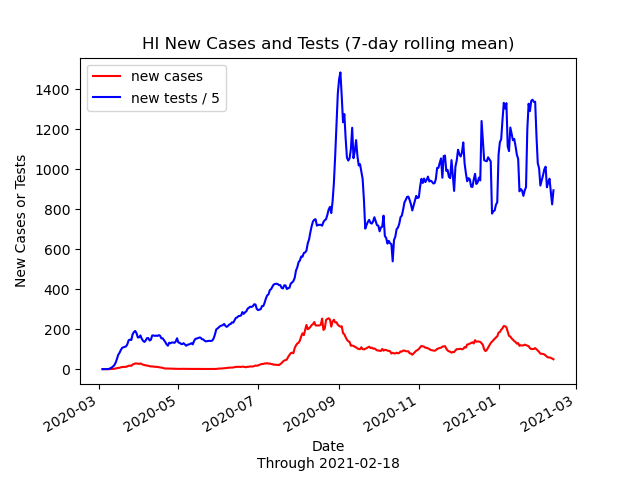 HI New Cases and Tests (7-day rolling mean)
new cases
new tests / 5
New Cases or Tests
1400
1200
1000
800
600
400
200
0
2020-03
2020-05
2020-07
2020-09
2020-11
2021-01
2021-03
Date
Through 2021-02-18